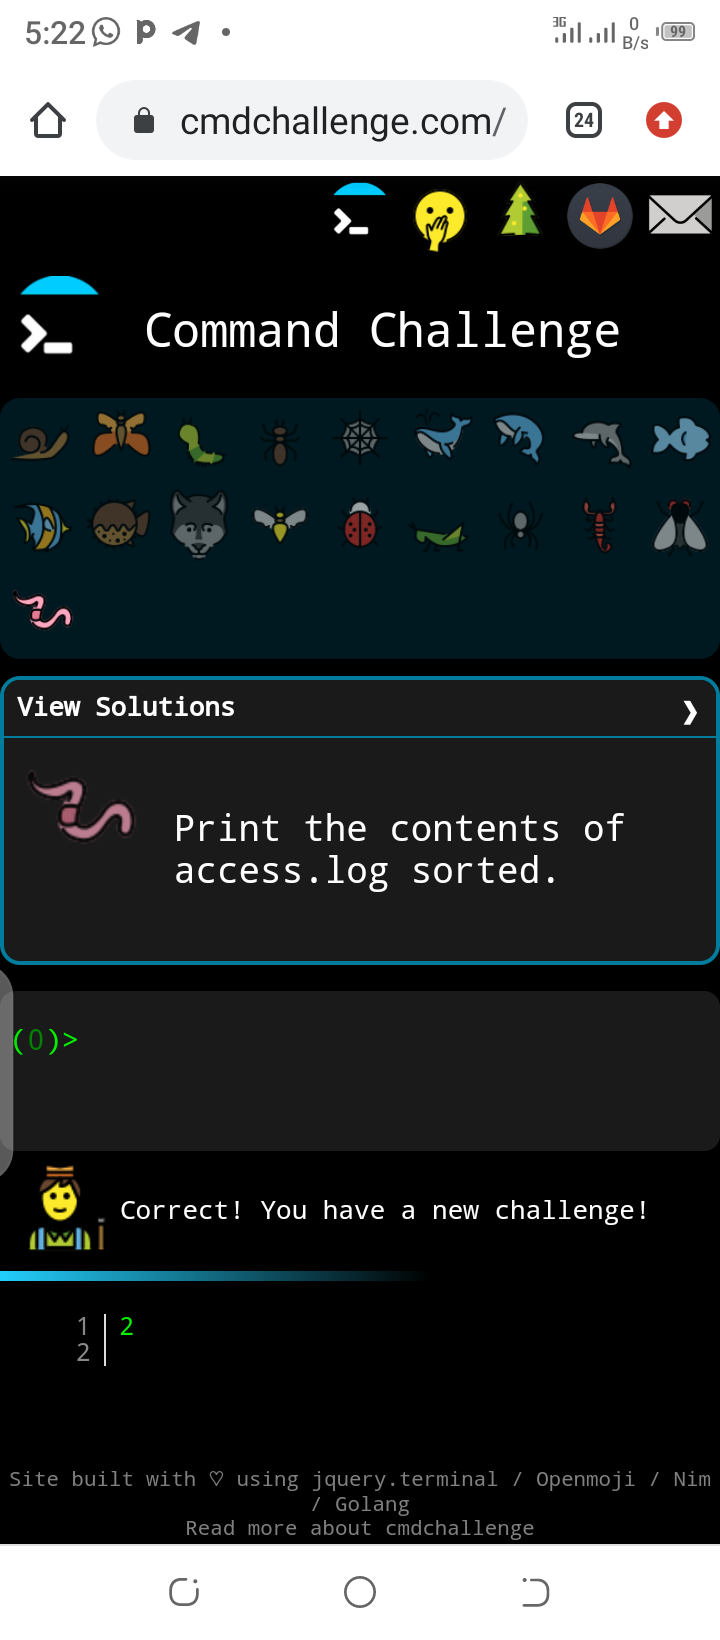 5:22
3G
0
B/s
99
cmdchallenge.com/
24
Command Challenge
View Solutions
Print the contents of
access.log sorted.
(0)>
Correct! You have a new challenge!
1 2
2
Site built with ♡ using jquery.terminal / Openmoji / Nim
/ Golang
Read more about cmdchallenge